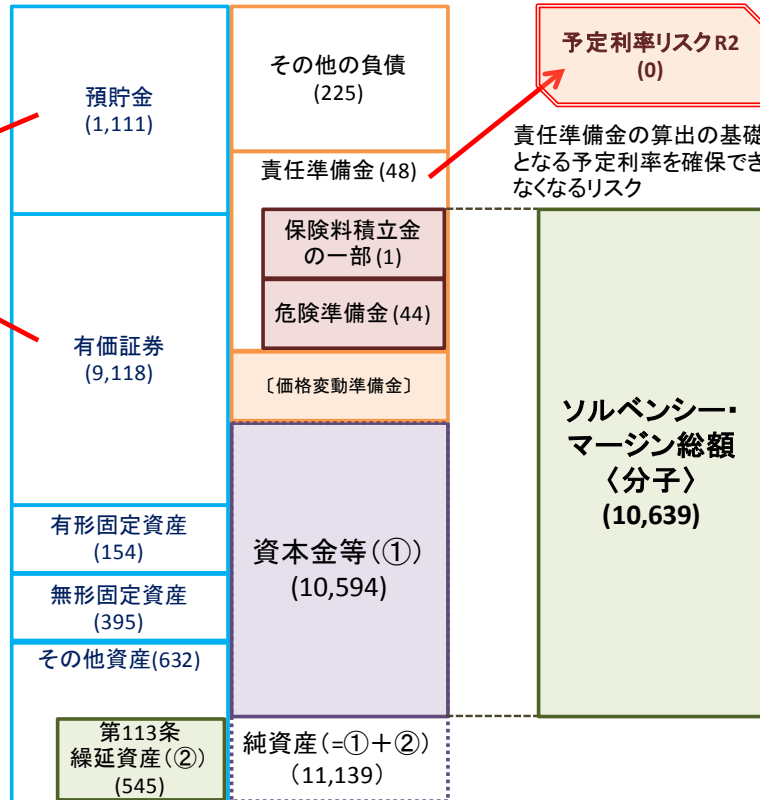 預貯金
(1,111)
有価証券
(9,118)
有形固定資産
(154)
無形固定資産
(395)
その他資産(632)
第113条
繰延資産(②)
(545)
その他の負債
(225)
責任準備金(48)
保険料積立金
の一部(1)
危険準備金(44)
〔価格変動準備金〕
資本金等(①)
(10,594)
純資産(=①+②)
(11,139)
予定利率リスクR2
(0)
責任準備金の算出の基礎
となる予定利率を確保でき
なくなるリスク
ソルベンシー・
マージン総額
〈分子〉
(10,639)